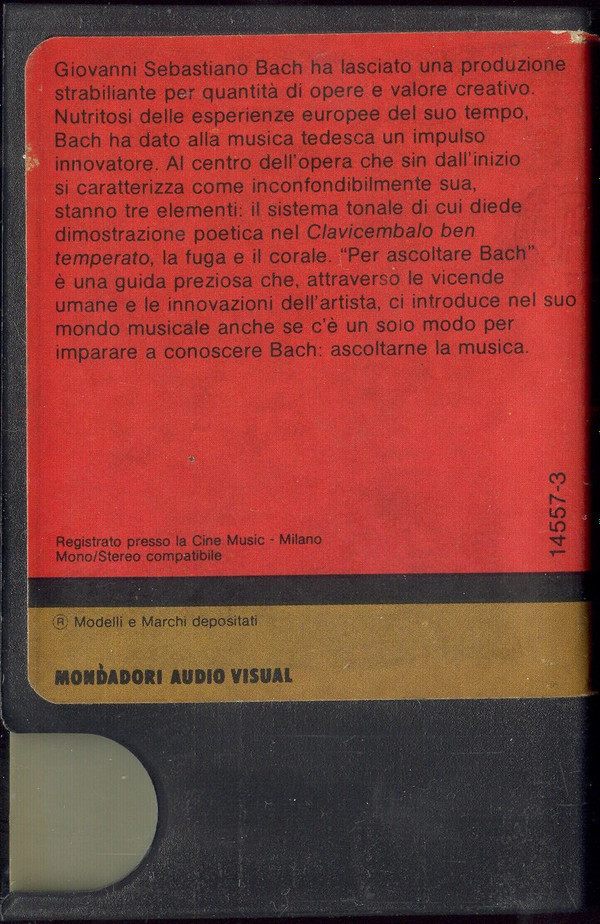 Giovanni Sebastiano Bach ha lasciato una produzione
strabiliante per quantità di opere e valore creativo.
Nutritosi delle esperienze europee del suo tempo,
Bach ha dato alla musica tedesca un impulso
innovatore. Al centro dell'opera che sin dall'inizio
si caratterizza come inconfondibilmente sua,
stanno tre elementi: il sistema tonale di cui diede
dimostrazione poetica nel Clavicembalo ben
temperato, la fuga e il corale. “Per ascoltare Bach”
è una guida preziosa che, attraverso le vicende
umane e le innovazioni dell'artista, ci introduce nel suo
mondo musicale anche se c'è un solo modo per
imparare a conoscere Bach: ascoltarne la musica.
Registrato presso la Cine Music - Milano
Mono/Stereo compatibile
14557-3
® Modelli e Marchi depositati
MONDADORI AUDIO VISUAL